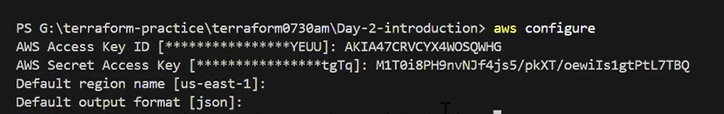 PS G:\terraform-practice\terraform0730am\Day-2-introduction> aws configure
AWS Access Key ID [****************YEUU]: AKIA47CRVCYX4WOSQWHG
AWS Secret Access Key [****************tgTq]: 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
Default region name [us-east-1]:
Default output format [json]: